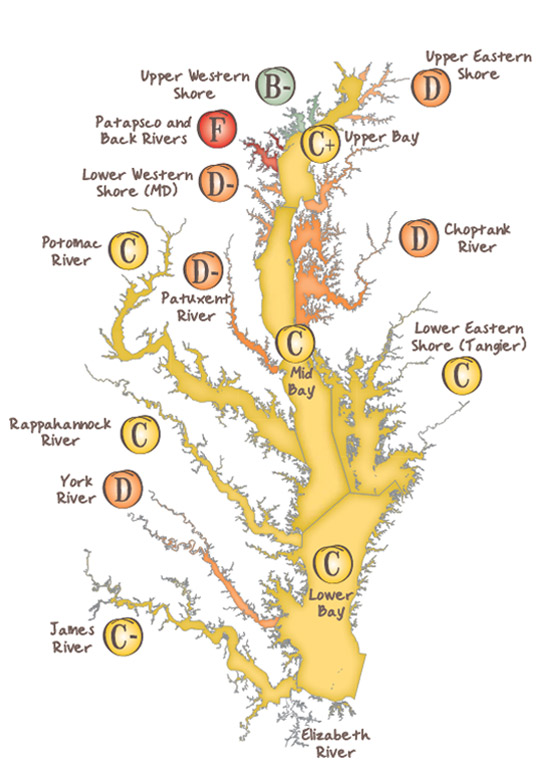 Upper Western
Shore
B-
Upper Eastern
Shore
D
Patapsco and
Back Rivers
F
C+
Upper Bay
Lower Western
Shore (MD)
D-
Potomac
River
C
D-
Patuxent
River
D
Choptank
River
C
Mid
Bay
Lower Eastern
Shore (Tangier)
C
Rappahannock
River
C
York
River
D
C
Lower
Bay
James
River
C-
Elizabeth
River